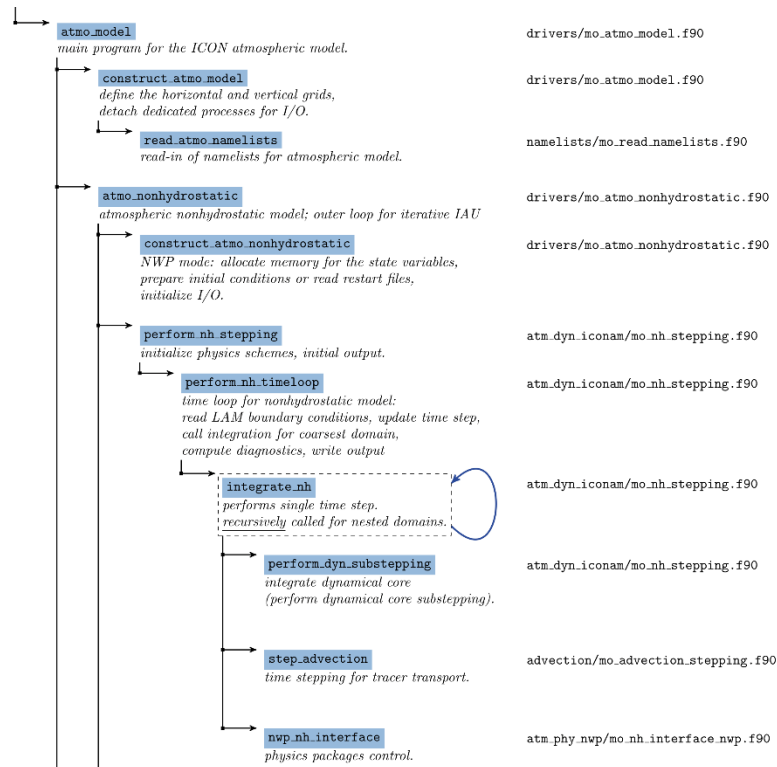 atmo_model drivers/mo_atmo_model.f90
main program for the ICON atmospheric model.
construct_atmo_model drivers/mo_atmo_model.f90
define the horizontal and vertical grids,
detach dedicated processes for I/O.
read_atmo_namelists namelists/mo_read_namelists.f90
read-in of namelists for atmospheric model.
atmo_nonhydrostatic drivers/mo_atmo_nonhydrostatic.f90
atmospheric nonhydrostatic model; outer loop for iterative IAU
construct_atmo_nonhydrostatic drivers/mo_atmo_nonhydrostatic.f90
NWP mode: allocate memory for the state variables,
prepare initial conditions or read restart files,
initialize I/O.
perform_nh_stepping atm_dyn_iconam/mo_nh_stepping.f90
initialize physics schemes, initial output.
perform_nh_timeloop atm_dyn_iconam/mo_nh_stepping.f90
time loop for nonhydrostatic model:
read LAM boundary conditions, update time step,
call integration for coarsest domain,
compute diagnostics, write output
integrate_nh atm_dyn_iconam/mo_nh_stepping.f90
performs single time step.
recursively called for nested domains.
perform_dyn_substepping atm_dyn_iconam/mo_nh_stepping.f90
integrate dynamical core
(perform dynamical core substepping).
step_advection advection/mo_advection_stepping.f90
time stepping for tracer transport.
nwp_nh_interface atm_phy_nwp/mo_nh_interface_nwp.f90
physics packages control.